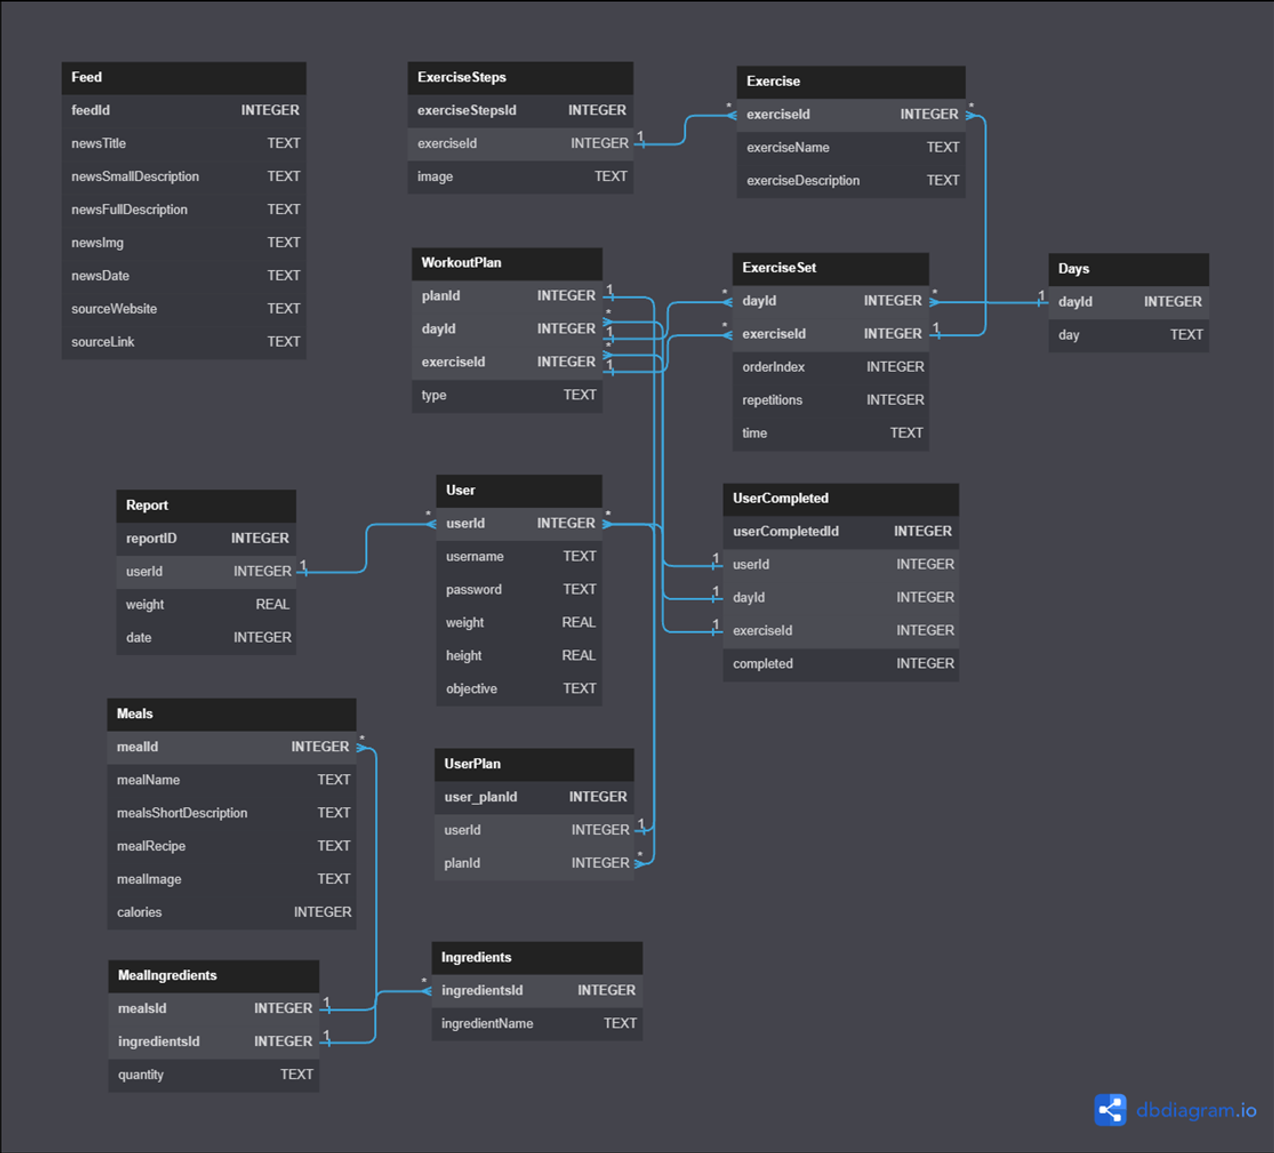 Feed
feedId INTEGER
newsTitle TEXT
newsSmallDescription TEXT
newsFullDescription TEXT
newsImg TEXT
newsDate TEXT
sourceWebsite TEXT
sourceLink TEXT
ExerciseSteps
exerciseStepsId INTEGER
exerciseId INTEGER 1
image TEXT
Exercise
* exerciseId INTEGER *
exerciseName TEXT
exerciseDescription TEXT
WorkoutPlan
planId INTEGER 1
dayId INTEGER * 1
exerciseId INTEGER * 1
type TEXT
ExerciseSet
* dayId INTEGER *
* exerciseId INTEGER 1
orderIndex INTEGER
repetitions INTEGER
time TEXT
Days
1 dayId INTEGER
day TEXT
Report
reportID INTEGER
userId INTEGER 1
weight REAL
date INTEGER
User
* userId INTEGER *
username TEXT
password TEXT
weight REAL
height REAL
objective TEXT
UserCompleted
userCompletedId INTEGER
1 userId INTEGER
1 dayId INTEGER
1 exerciseId INTEGER
completed INTEGER
Meals
mealId INTEGER *
mealName TEXT
mealsShortDescription TEXT
mealRecipe TEXT
mealImage TEXT
calories INTEGER
UserPlan
user_planId INTEGER
userId INTEGER 1
planId INTEGER *
MealIngredients
mealsId INTEGER 1
ingredientsId INTEGER 1
quantity TEXT
Ingredients
* ingredientsId INTEGER
ingredientName TEXT
dbdiagram.io